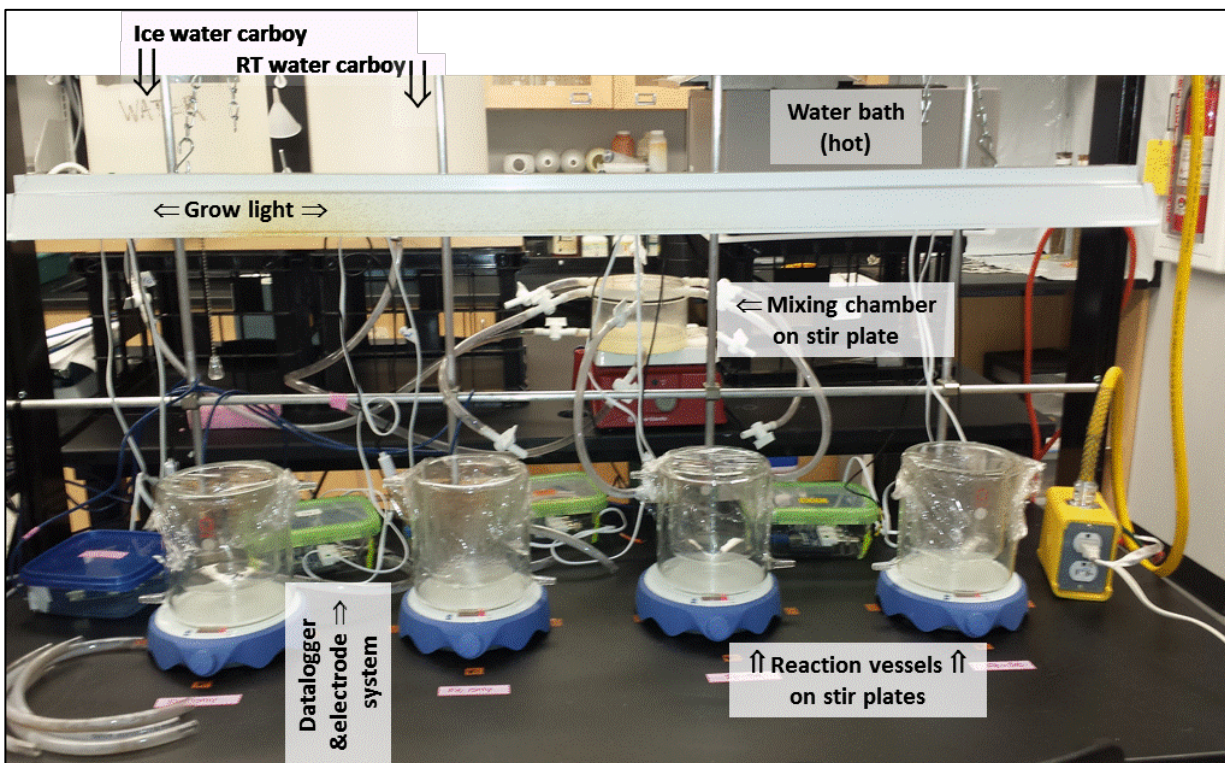 Ice water carboy
RT water carboy
WATER
Water bath
(hot)
⇐ Grow light ⇒
⇐ Mixing chamber
on stir plate
Datalogger
&electrode ⇒
system
⇑ Reaction vessels ⇑
on stir plates